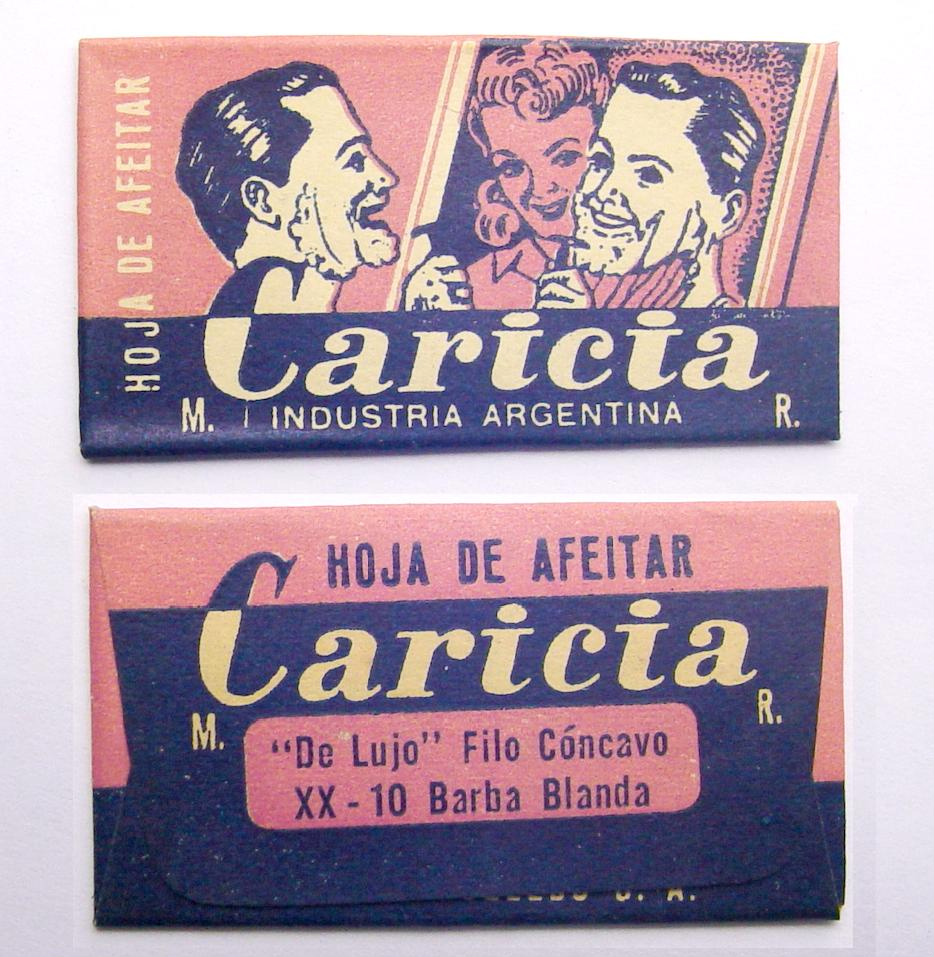 HOJA DE AFEITAR
Caricia
M. INDUSTRIA ARGENTINA R.
HOJA DE AFEITAR
Caricia
M. R.
“De Lujo” Filo Cóncavo
XX - 10 Barba Blanda
S. A.